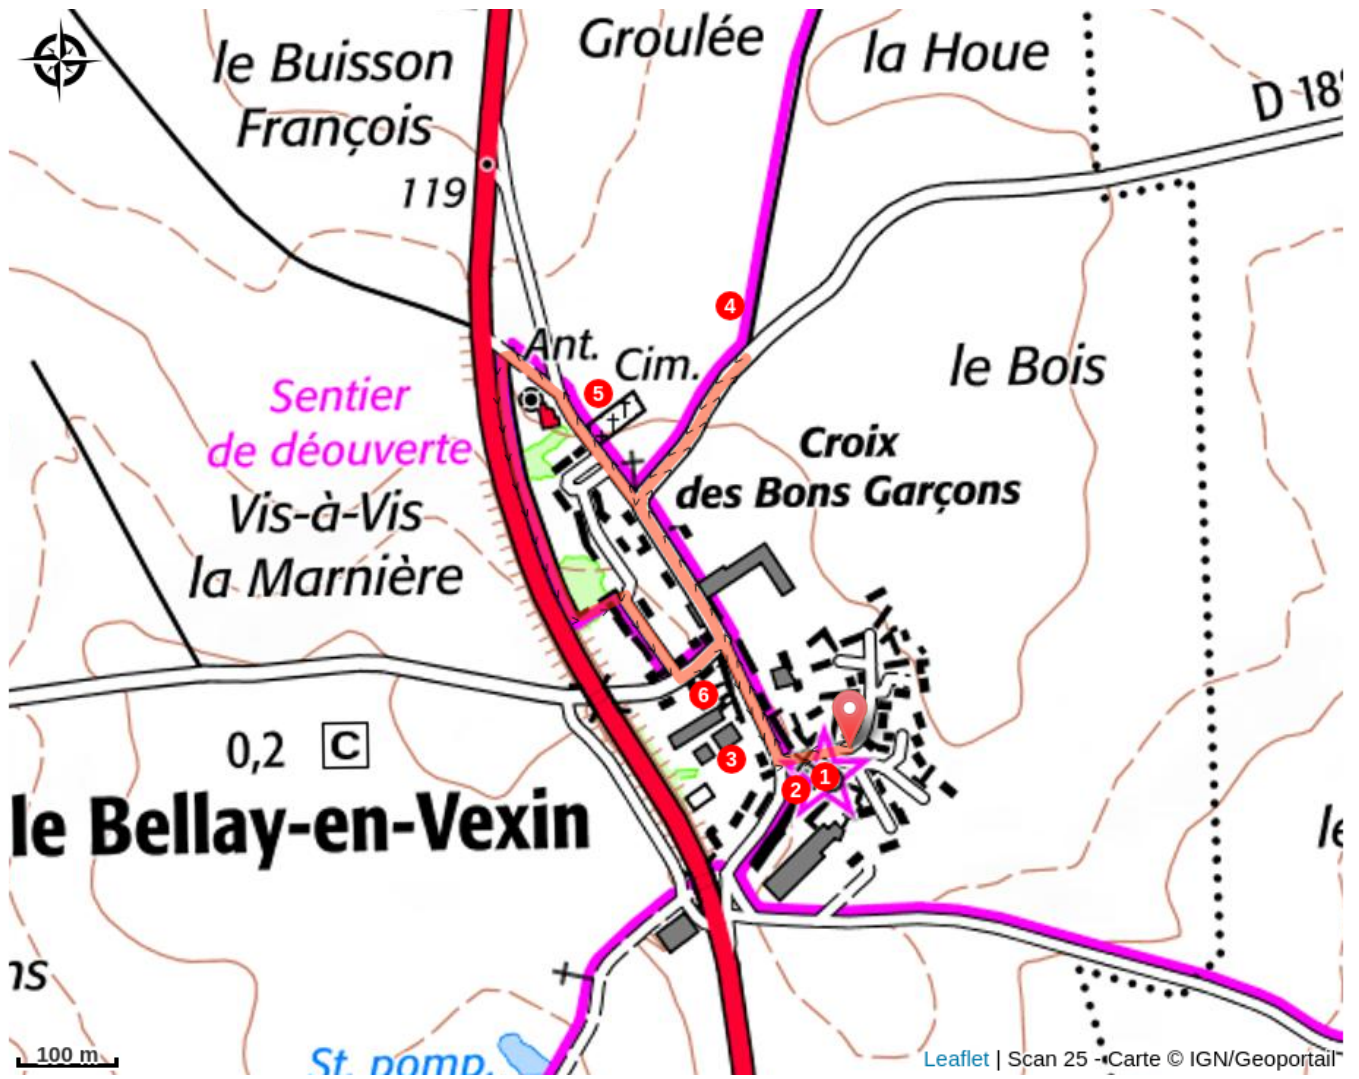 le Buisson
François
Groulée
la Houe
D 18
119
Ant.
Cim.
le Bois
Sentier
de déouverte
Vis-à-Vis
la Marnière
Croix
des Bons Garçons
4
5
6
3
2
1
0,2 C
le Bellay-en-Vexin
le
ns
St. pomp.
100 m
Leaflet | Scan 25 - Carte © IGN/Geoportail